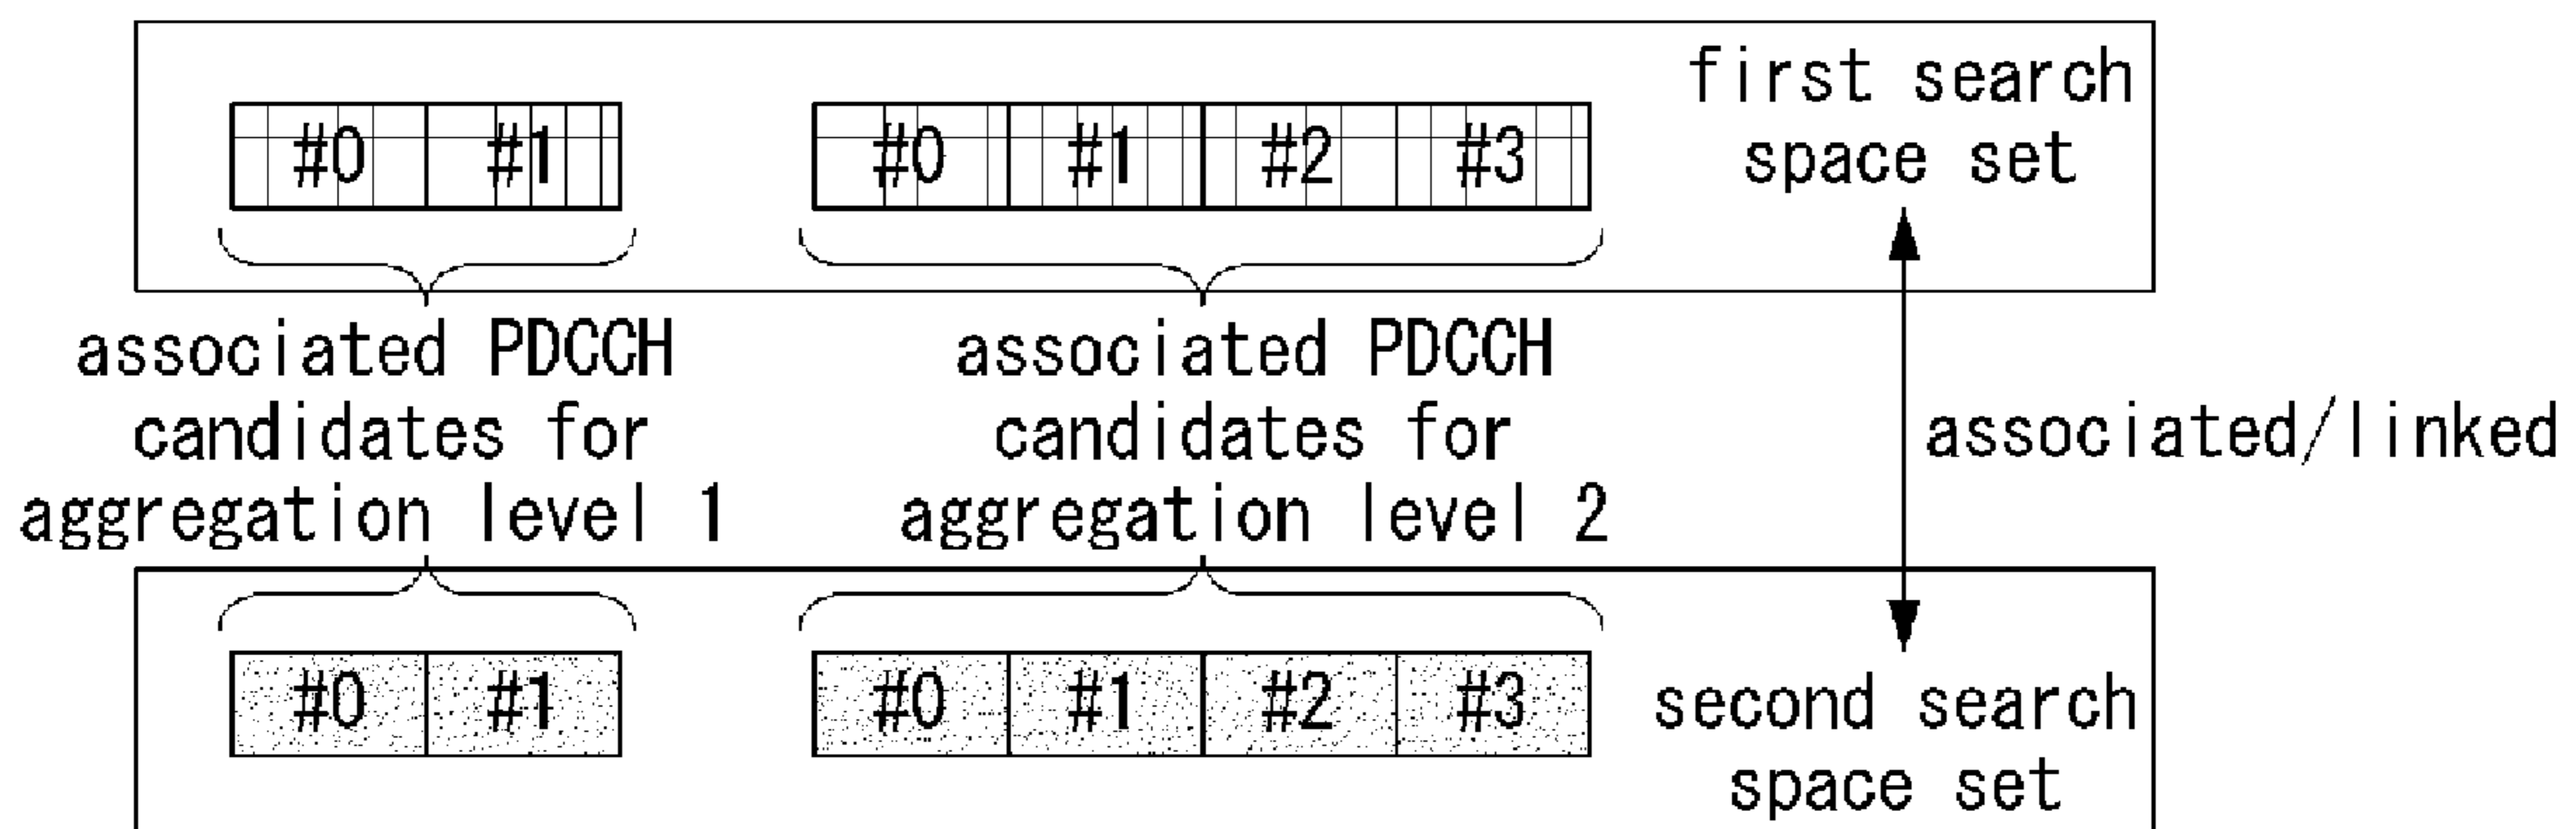 first search
space set
#0 #1 #0 #1 #2 #3
associated PDCCH
candidates for
aggregation level 1
associated PDCCH
candidates for
aggregation level 2
associated/linked
#0 #1 #0 #1 #2 #3
second search
space set